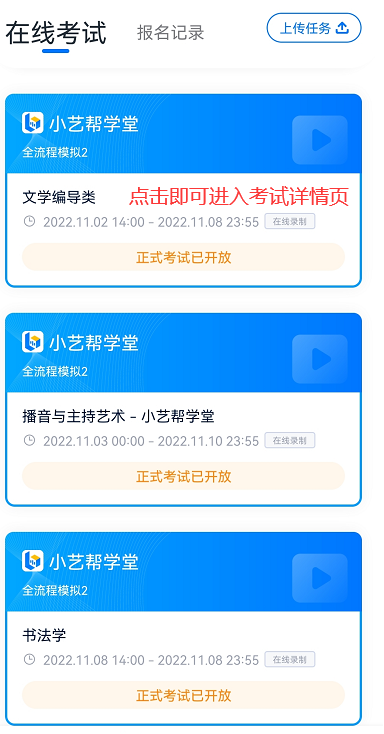 在线考试 报名记录 上传任务
小艺帮学堂
全流程模拟2
文学编导类 点击即可进入考试详情页
2022.11.02 14:00 - 2022.11.08 23:55 在线录制
正式考试已开放
小艺帮学堂
全流程模拟2
播音与主持艺术 - 小艺帮学堂
2022.11.03 00:00 - 2022.11.10 23:55 在线录制
正式考试已开放
小艺帮学堂
全流程模拟2
书法学
2022.11.08 14:00 - 2022.11.08 23:55 在线录制
正式考试已开放